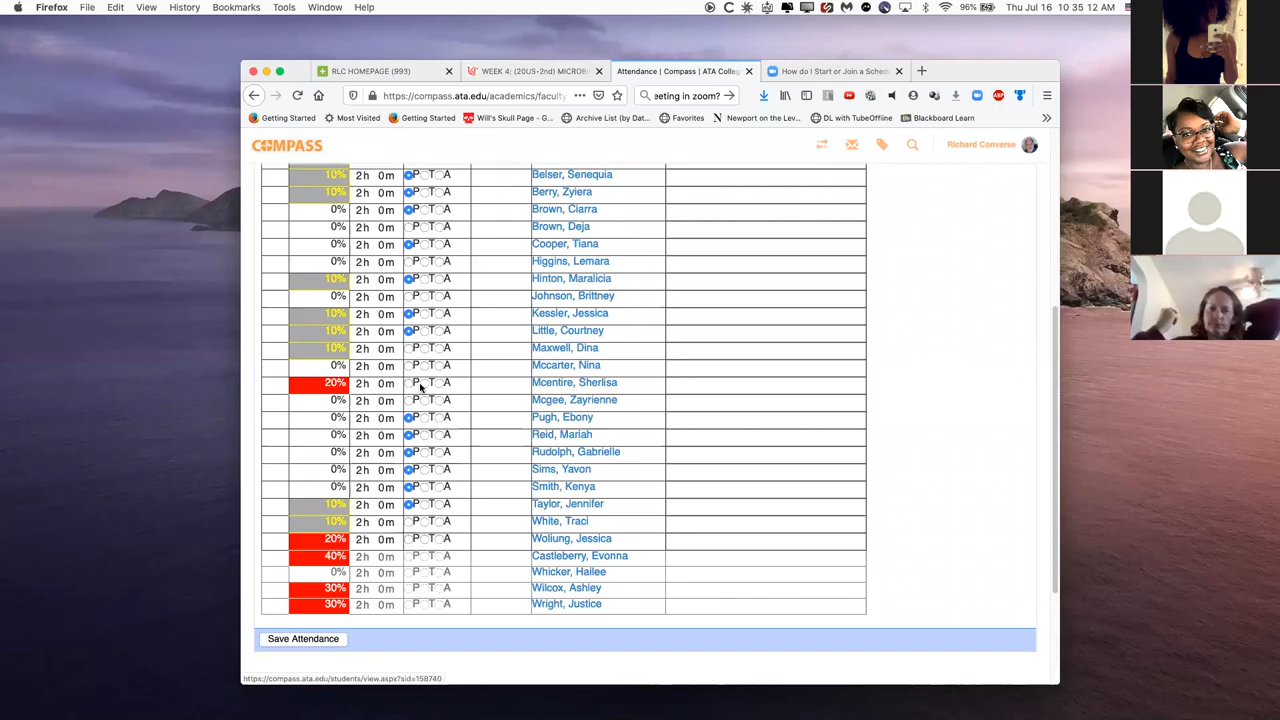 Firefox File Edit View History Bookmarks Tools Window Help 96% Thu Jul 16 10 35 12 AM
RLC HOMEPAGE (993) WEEK 4: (20US-2nd) MICROBI Attendance | Compass | ATA Colleg How do I Start or Join a Sched
https://compass.ata.edu/academics/faculty eeting in zoom?
Getting Started Most Visited Getting Started Will's Skull Page - G... Archive List (by Dat... Favorites Newport on the Lev... DL with TubeOffline Blackboard Learn
COMPASS Richard Converse
10% 2h 0m P T A Belser, Senequia
10% 2h 0m P T A Berry, Zyiera
0% 2h 0m P T A Brown, Ciarra
0% 2h 0m P T A Brown, Deja
0% 2h 0m P T A Cooper, Tiana
0% 2h 0m P T A Higgins, Lemara
10% 2h 0m P T A Hinton, Maralicia
0% 2h 0m P T A Johnson, Brittney
10% 2h 0m P T A Kessler, Jessica
10% 2h 0m P T A Little, Courtney
10% 2h 0m P T A Maxwell, Dina
0% 2h 0m P T A Mccarter, Nina
20% 2h 0m P T A Mcentire, Sherlisa
0% 2h 0m P T A Mcgee, Zayrienne
0% 2h 0m P T A Pugh, Ebony
0% 2h 0m P T A Reid, Mariah
0% 2h 0m P T A Rudolph, Gabrielle
0% 2h 0m P T A Sims, Yavon
0% 2h 0m P T A Smith, Kenya
10% 2h 0m P T A Taylor, Jennifer
10% 2h 0m P T A White, Traci
20% 2h 0m P T A Woliung, Jessica
40% 2h 0m P T A Castleberry, Evonna
0% 2h 0m P T A Whicker, Hailee
30% 2h 0m P T A Wilcox, Ashley
30% 2h 0m P T A Wright, Justice
Save Attendance
https://compass.ata.edu/students/view.aspx?sid=158740